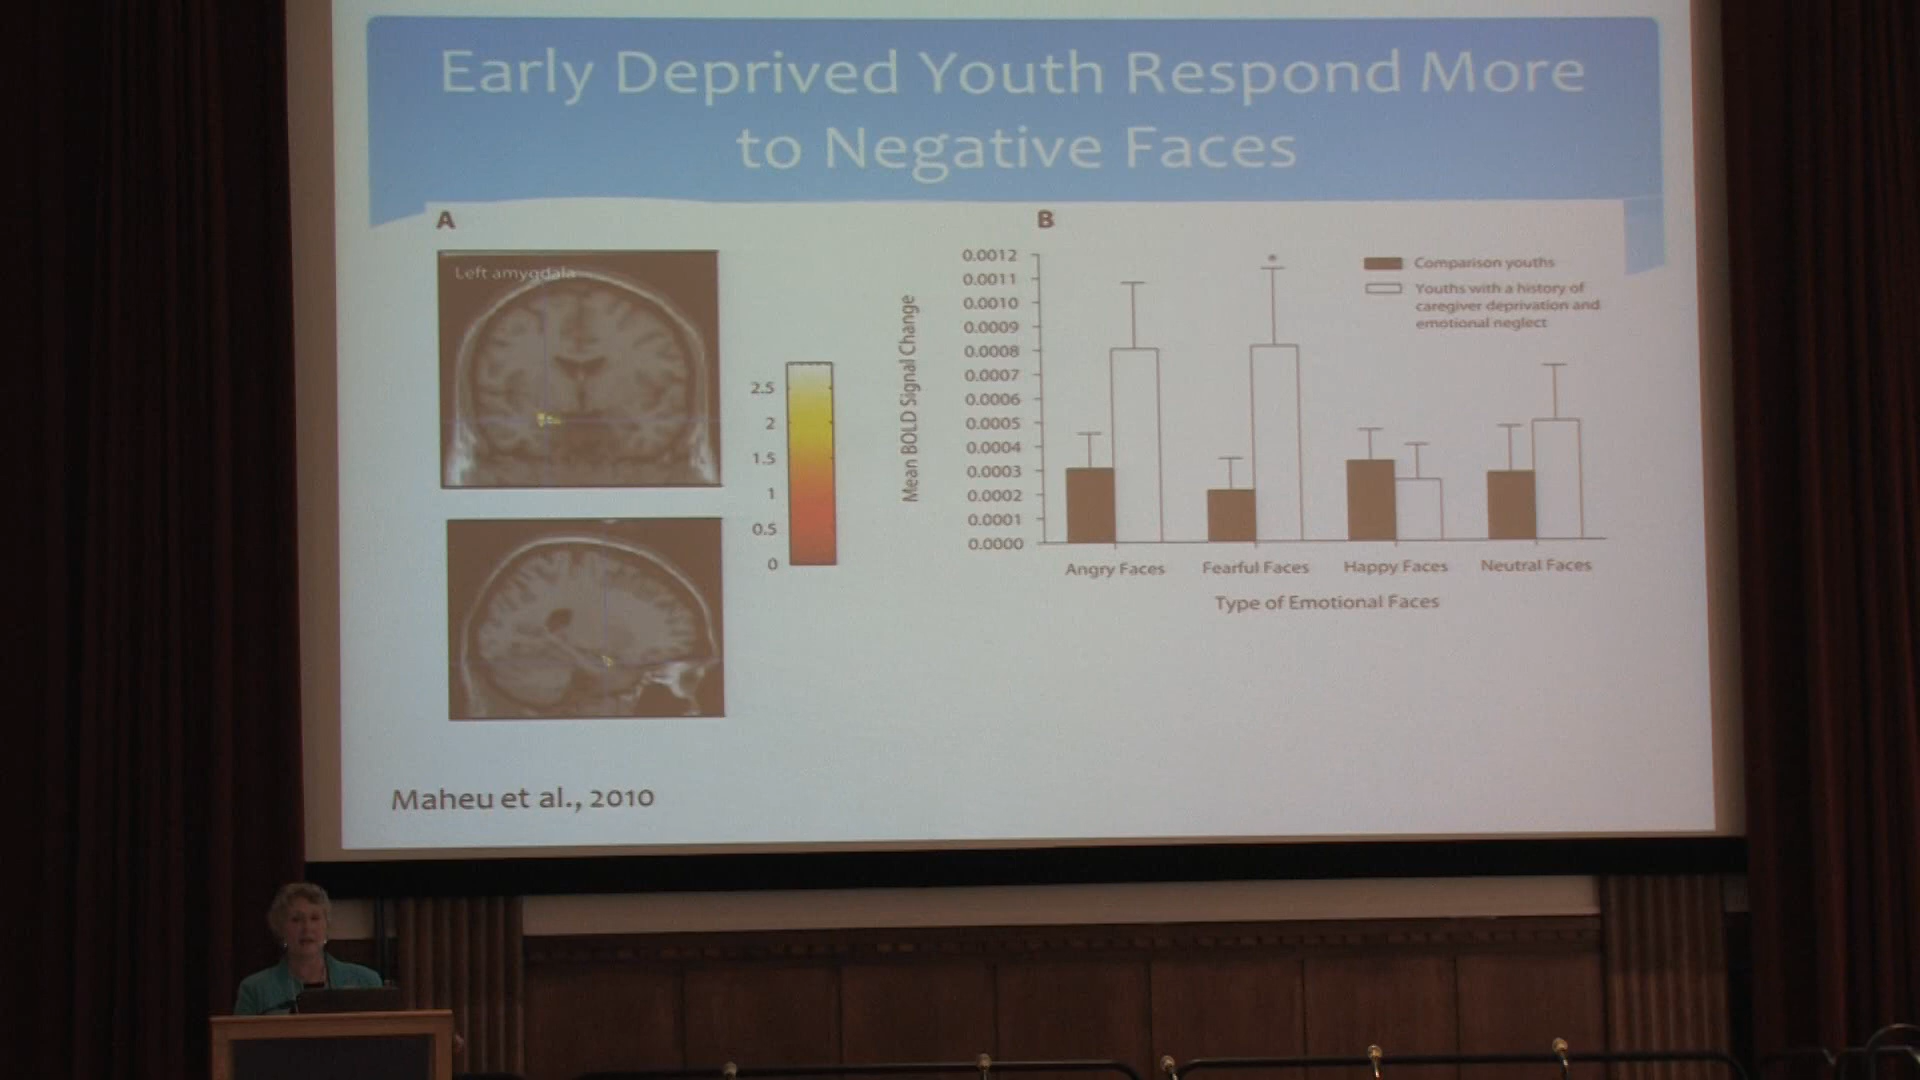 Early Deprived Youth Respond More
to Negative Faces
A
Left amygdala
2.5
2
1.5
1
0.5
0
B
Mean BOLD Signal Change
0.0012
0.0011
0.0010
0.0009
0.0008
0.0007
0.0006
0.0005
0.0004
0.0003
0.0002
0.0001
0.0000
*
Comparison youths
Youths with a history of
caregiver deprivation and
emotional neglect
Angry Faces
Fearful Faces
Happy Faces
Neutral Faces
Type of Emotional Faces
Maheu et al., 2010